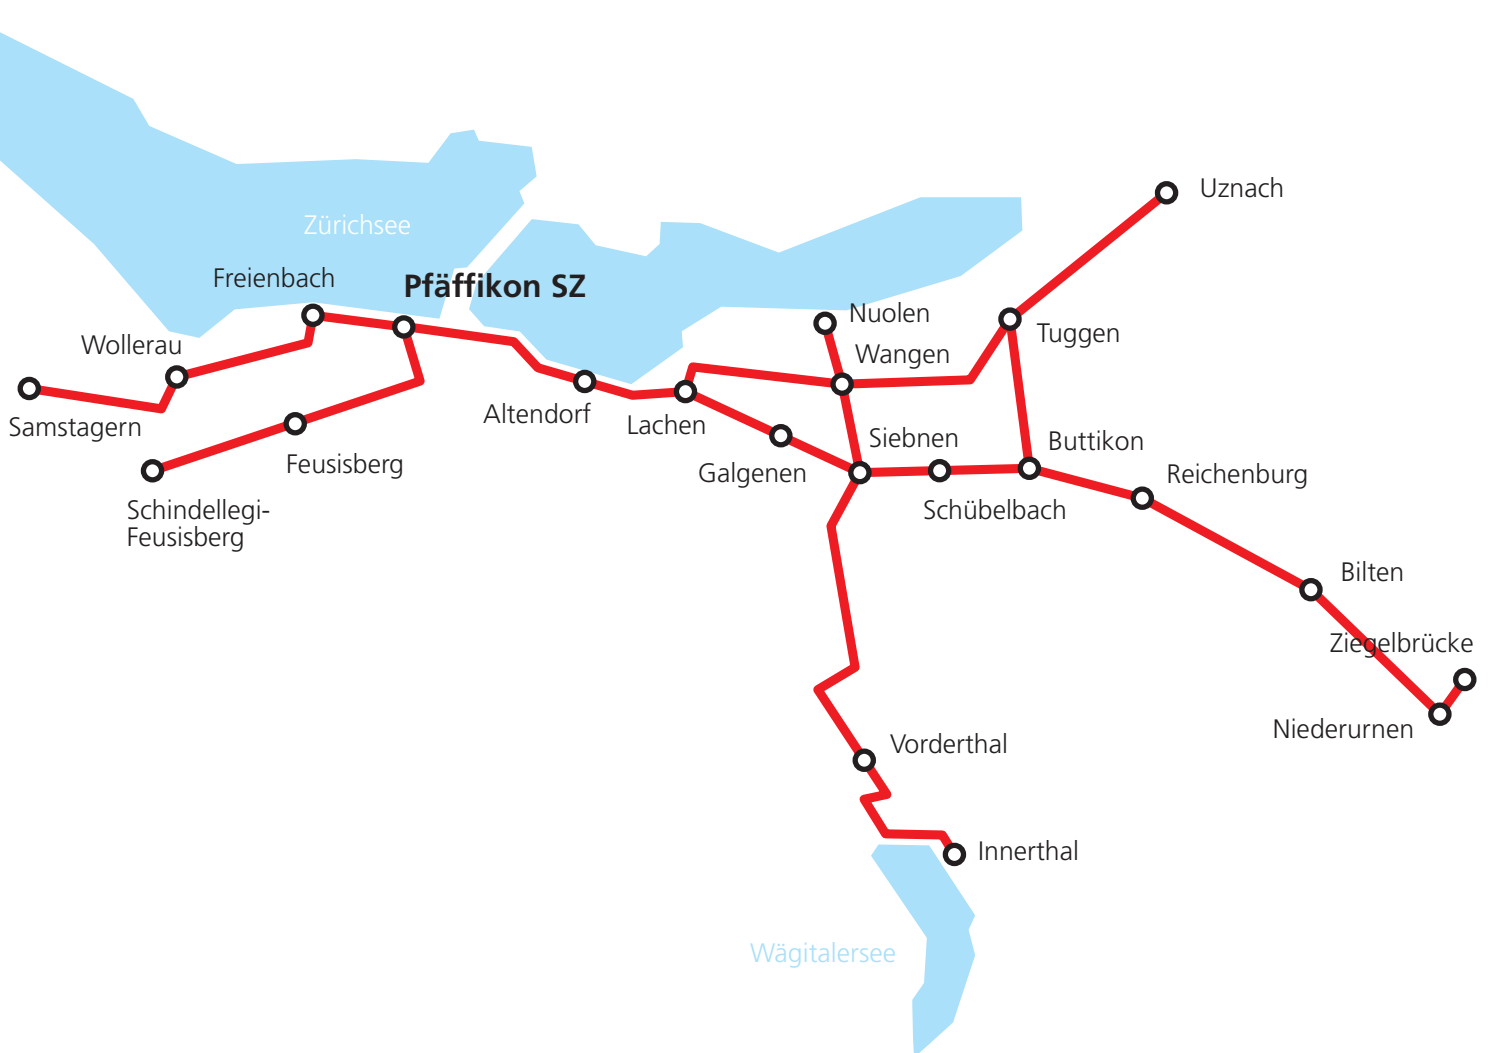 Uznach
Zürichsee
Freienbach
Pfäffikon SZ
Nuolen
Tuggen
Wollerau
Wangen
Samstagern
Altendorf
Lachen
Siebnen
Buttikon
Feusisberg
Galgenen
Reichenburg
Schindellegi-
Feusisberg
Schübelbach
Bilten
Ziegelbrücke
Niederurnen
Vorderthal
Innerthal
Wägitalersee